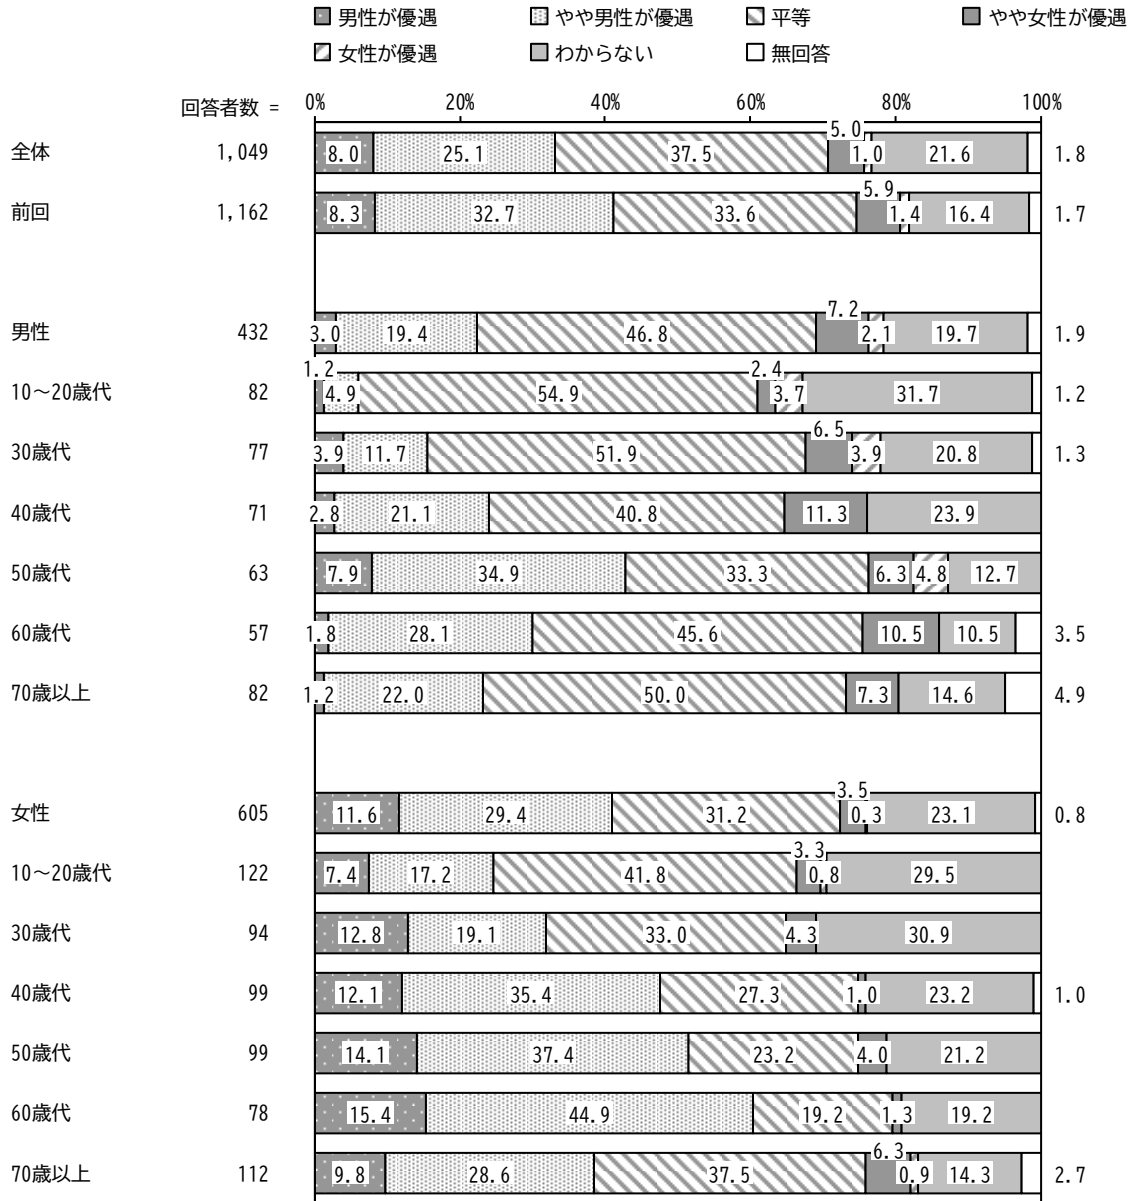 男性が優遇 やや男性が優遇 平等 やや女性が優遇
女性が優遇 わからない 無回答
回答者数 = 0% 20% 40% 60% 80% 100%
全体 1,049 8.0 25.1 37.5 5.0 1.0 21.6 1.8
前回 1,162 8.3 32.7 33.6 5.9 1.4 16.4 1.7
男性 432 3.0 19.4 46.8 7.2 2.1 19.7 1.9
10～20歳代 82 1.2 4.9 54.9 2.4 3.7 31.7 1.2
30歳代 77 3.9 11.7 51.9 6.5 3.9 20.8 1.3
40歳代 71 2.8 21.1 40.8 11.3 23.9
50歳代 63 7.9 34.9 33.3 6.3 4.8 12.7
60歳代 57 1.8 28.1 45.6 10.5 10.5 3.5
70歳以上 82 1.2 22.0 50.0 7.3 14.6 4.9
女性 605 11.6 29.4 31.2 3.5 0.3 23.1 0.8
10～20歳代 122 7.4 17.2 41.8 3.3 0.8 29.5
30歳代 94 12.8 19.1 33.0 4.3 30.9
40歳代 99 12.1 35.4 27.3 1.0 23.2 1.0
50歳代 99 14.1 37.4 23.2 4.0 21.2
60歳代 78 15.4 44.9 19.2 1.3 19.2
70歳以上 112 9.8 28.6 37.5 6.3 0.9 14.3 2.7